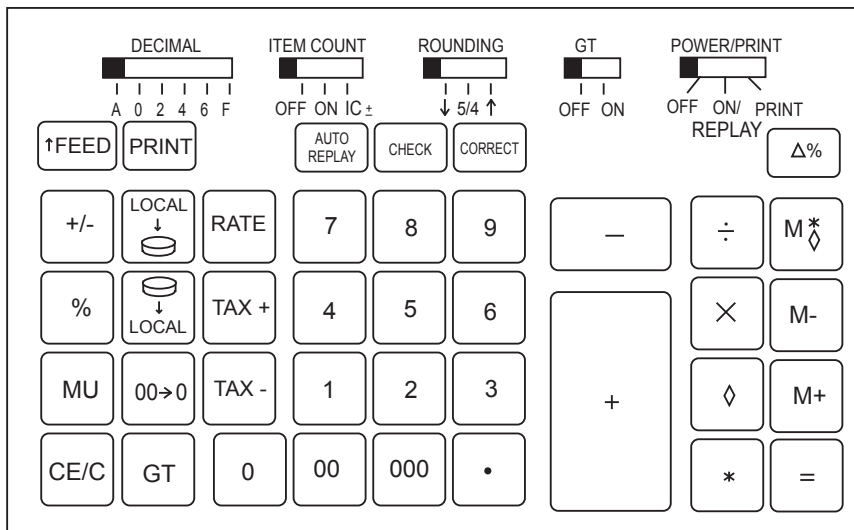 DECIMAL ITEM COUNT ROUNDING GT POWER/PRINT
A 0 2 4 6 F OFF ON IC ± ↓ 5/4 ↑ OFF ON OFF ON/ PRINT
REPLAY
↑FEED PRINT AUTO REPLAY CHECK CORRECT Δ%
+/- LOCAL ↓ RATE 7 8 9 — ÷ M*◊
% ↓ LOCAL TAX + 4 5 6 × M-
MU 00→0 TAX - 1 2 3 + ◊ M+
CE/C GT 0 00 000 • * =